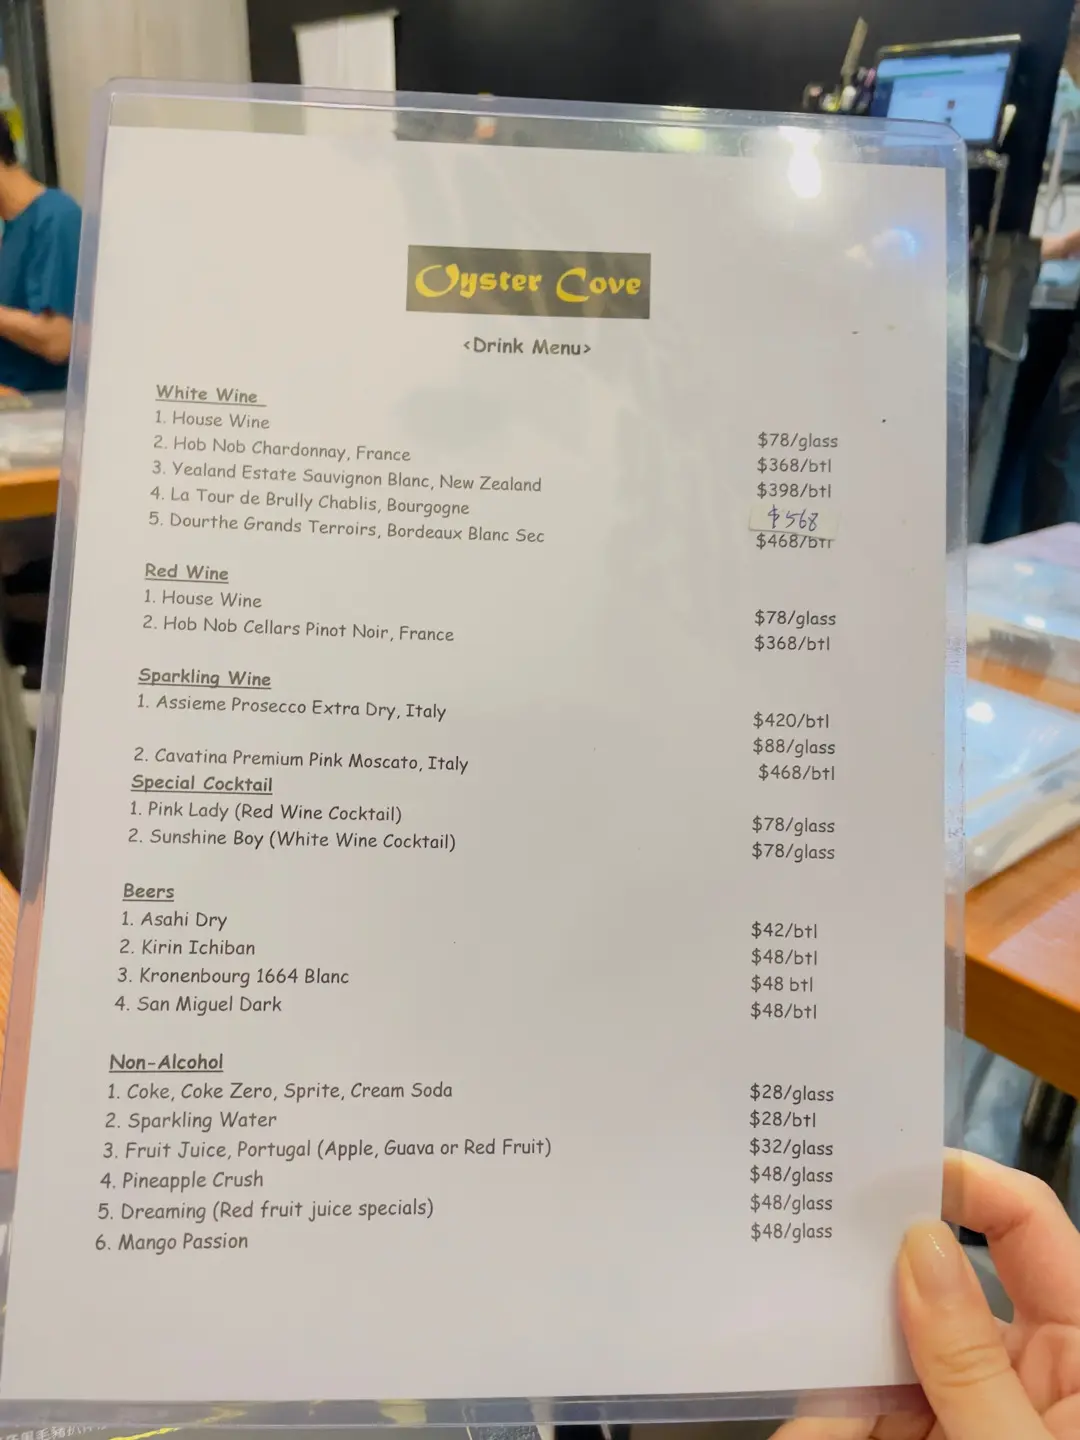 Oyster Cove
<Drink Menu>
White Wine
1. House Wine $78/glass
2. Hob Nob Chardonnay, France $368/btl
3. Yealand Estate Sauvignon Blanc, New Zealand $398/btl
4. La Tour de Brully Chablis, Bourgogne $568
5. Dourthe Grands Terroirs, Bordeaux Blanc Sec $468/btl
Red Wine
1. House Wine $78/glass
2. Hob Nob Cellars Pinot Noir, France $368/btl
Sparkling Wine
1. Assieme Prosecco Extra Dry, Italy $420/btl
$88/glass
2. Cavatina Premium Pink Moscato, Italy $468/btl
Special Cocktail
1. Pink Lady (Red Wine Cocktail) $78/glass
2. Sunshine Boy (White Wine Cocktail) $78/glass
Beers
1. Asahi Dry $42/btl
2. Kirin Ichiban $48/btl
3. Kronenbourg 1664 Blanc $48 btl
4. San Miguel Dark $48/btl
Non-Alcohol
1. Coke, Coke Zero, Sprite, Cream Soda $28/glass
2. Sparkling Water $28/btl
3. Fruit Juice, Portugal (Apple, Guava or Red Fruit) $32/glass
4. Pineapple Crush $48/glass
5. Dreaming (Red fruit juice specials) $48/glass
6. Mango Passion $48/glass